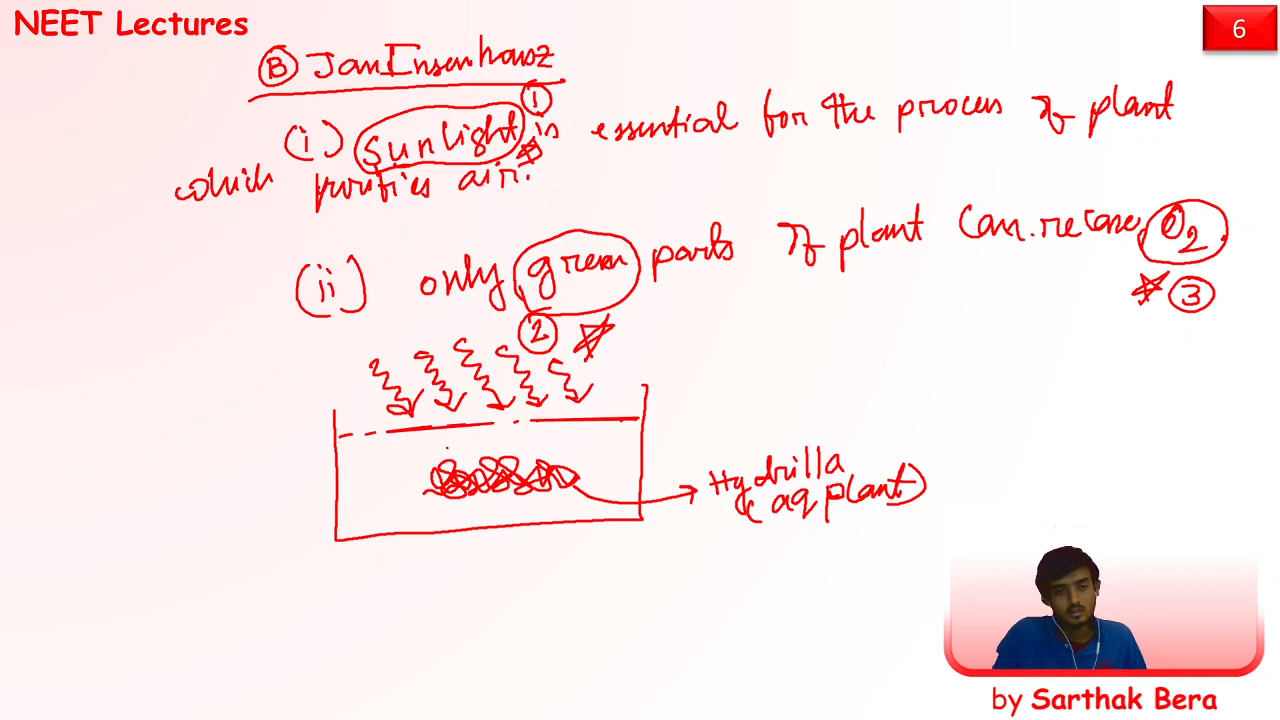 NEET Lectures
6
B Jan Ensenhousz
(i) Sunlight 1 is essential for the process of plant
which purifies air.
(ii) only green parts of plant can release O2
2
3
Hydrilla
(aq plant)
by Sarthak Bera